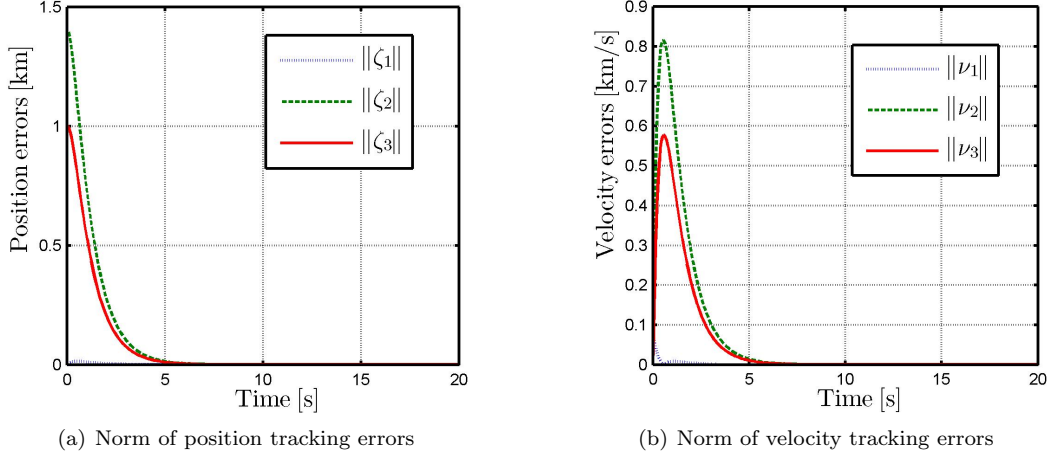 1.5
1
0.5
0
0
5
10
15
20
Position errors [km]
Time [s]
||ζ₁||
||ζ₂||
||ζ₃||
(a) Norm of position tracking errors
0.9
0.8
0.7
0.6
0.5
0.4
0.3
0.2
0.1
0
0
5
10
15
20
Velocity errors [km/s]
Time [s]
||ν₁||
||ν₂||
||ν₃||
(b) Norm of velocity tracking errors